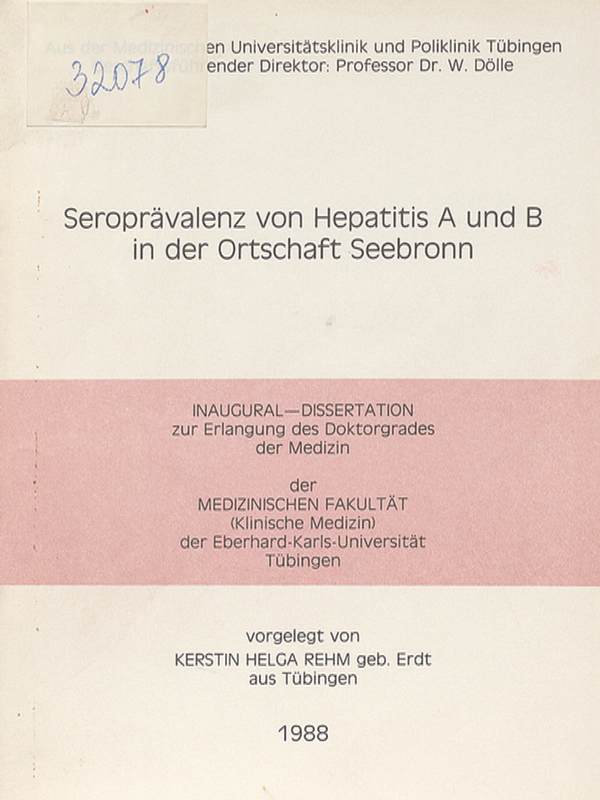 32078
Aus der Medizinischen Universitätsklinik und Poliklinik Tübingen
ender Direktor: Professor Dr. W. Dölle
Seroprävalenz von Hepatitis A und B
in der Ortschaft Seebronn
INAUGURAL—DISSERTATION
zur Erlangung des Doktorgrades
der Medizin
der
MEDIZINISCHEN FAKULTÄT
(Klinische Medizin)
der Eberhard-Karls-Universität
Tübingen
vorgelegt von
KERSTIN HELGA REHM geb. Erdt
aus Tübingen
1988